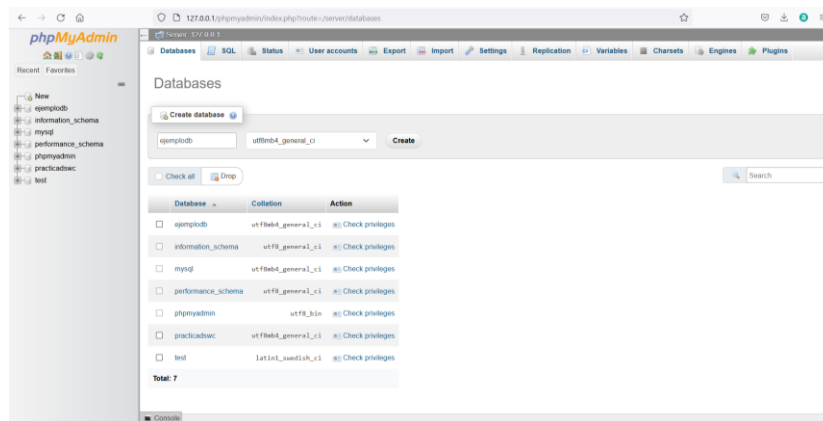 127.0.0.1/phpmyadmin/index.php?route=/server/databases
phpMyAdmin
Server: 127.0.0.1
Databases SQL Status User accounts Export Import Settings Replication Variables Charsets Engines Plugins
Recent Favorites
New
ejemplodb
information_schema
mysql
performance_schema
phpmyadmin
practicadswc
test
Databases
Create database
ejemplodb utf8mb4_general_ci Create
Check all Drop Search
Database Collation Action
ejemplodb utf8mb4_general_ci Check privileges
information_schema utf8_general_ci Check privileges
mysql utf8mb4_general_ci Check privileges
performance_schema utf8_general_ci Check privileges
phpmyadmin utf8_bin Check privileges
practicadswc utf8mb4_general_ci Check privileges
test latin1_swedish_ci Check privileges
Total: 7
Console